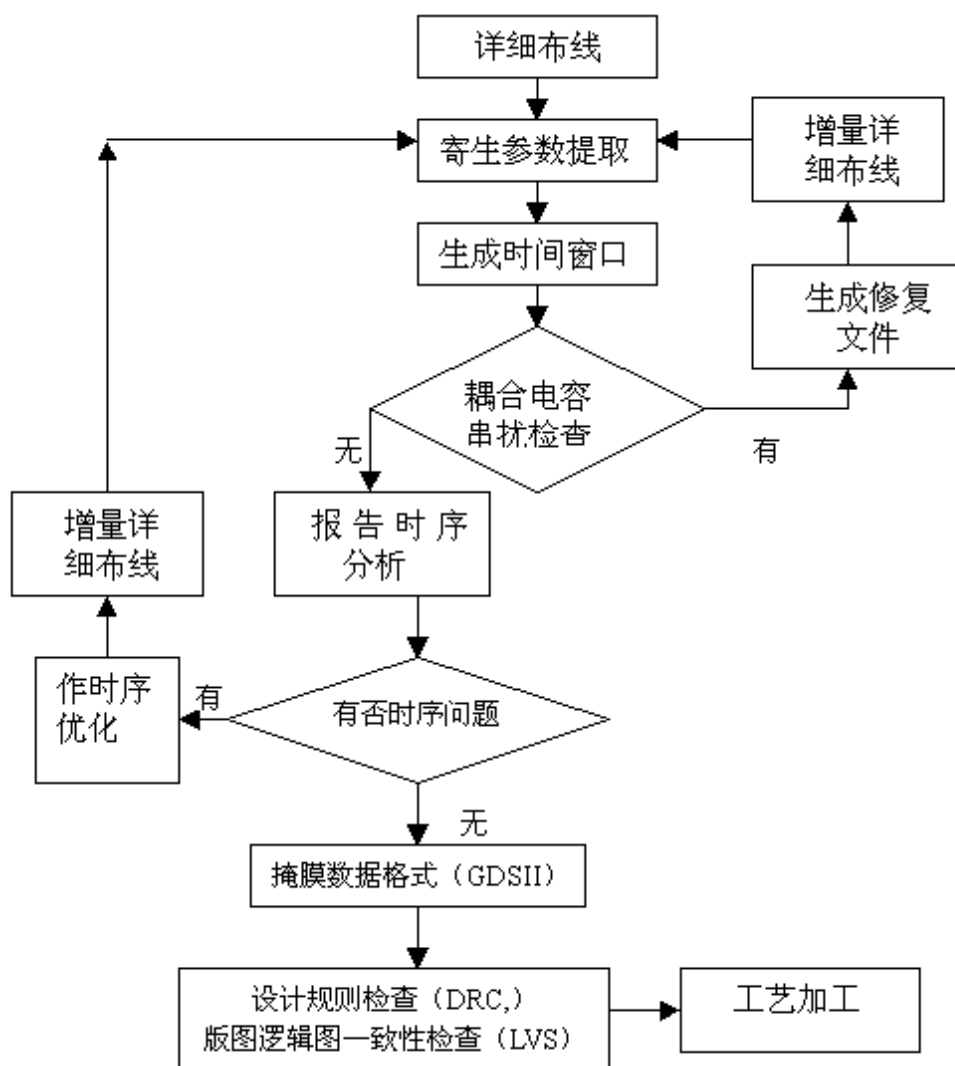 详细布线
寄生参数提取
增量详
细布线
生成时间窗口
生成修复
文件
耦合电容
串扰检查
无
有
增量详
细布线
报告时序
分析
作时序
优化
有
有否时序问题
无
掩膜数据格式（GDSII）
设计规则检查（DRC,）
版图逻辑图一致性检查（LVS）
工艺加工